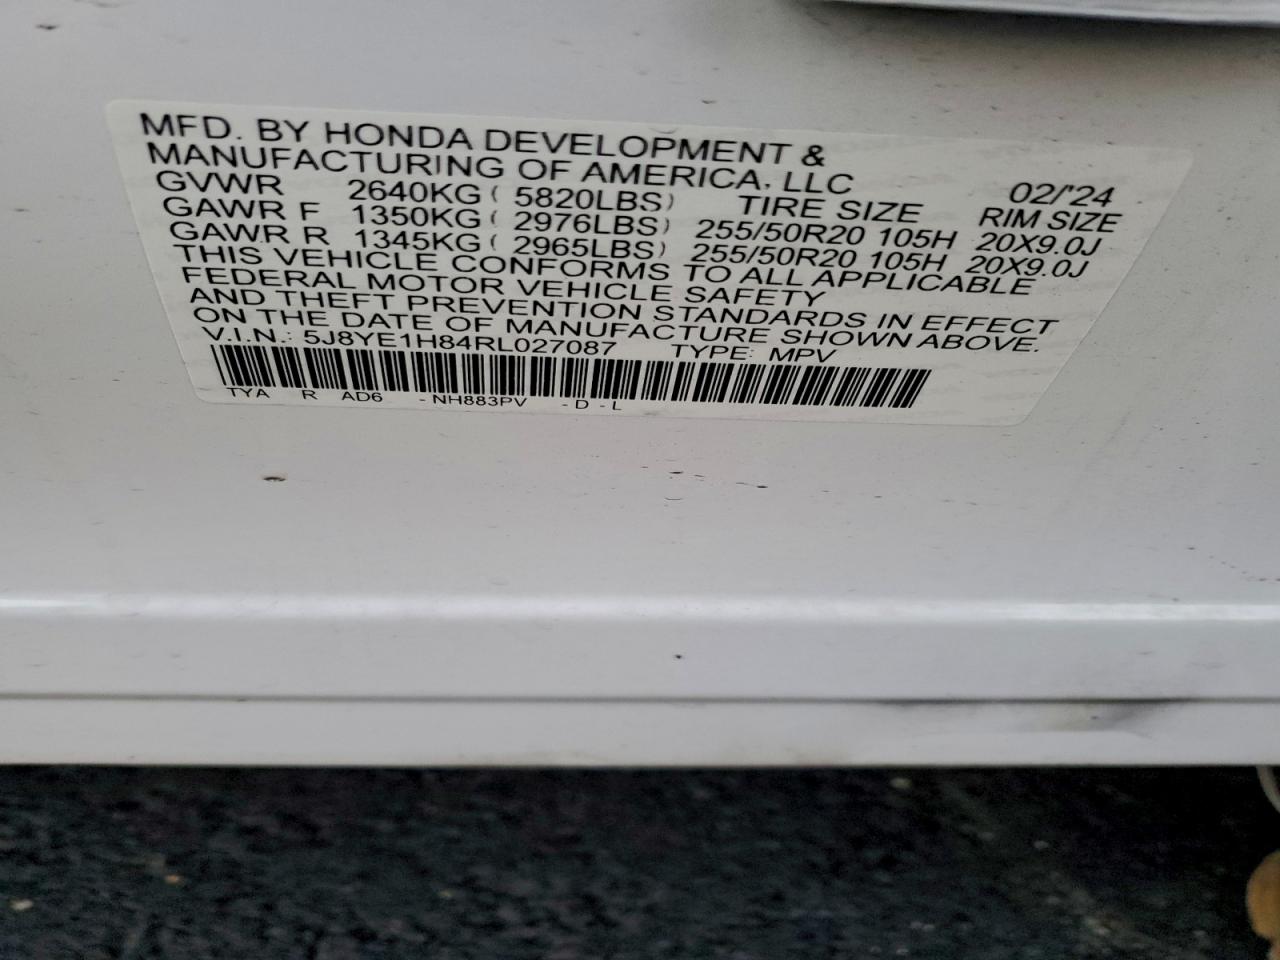 MFD. BY HONDA DEVELOPMENT &
MANUFACTURING OF AMERICA, LLC 02/'24
GVWR 2640KG ( 5820LBS) TIRE SIZE RIM SIZE
GAWR F 1350KG ( 2976LBS) 255/50R20 105H 20X9.0J
GAWR R 1345KG ( 2965LBS) 255/50R20 105H 20X9.0J
THIS VEHICLE CONFORMS TO ALL APPLICABLE
FEDERAL MOTOR VEHICLE SAFETY
AND THEFT PREVENTION STANDARDS IN EFFECT
ON THE DATE OF MANUFACTURE SHOWN ABOVE.
V.I.N.: 5J8YE1H84RL027087 TYPE: MPV
TYA R AD6 - NH883PV - D - L